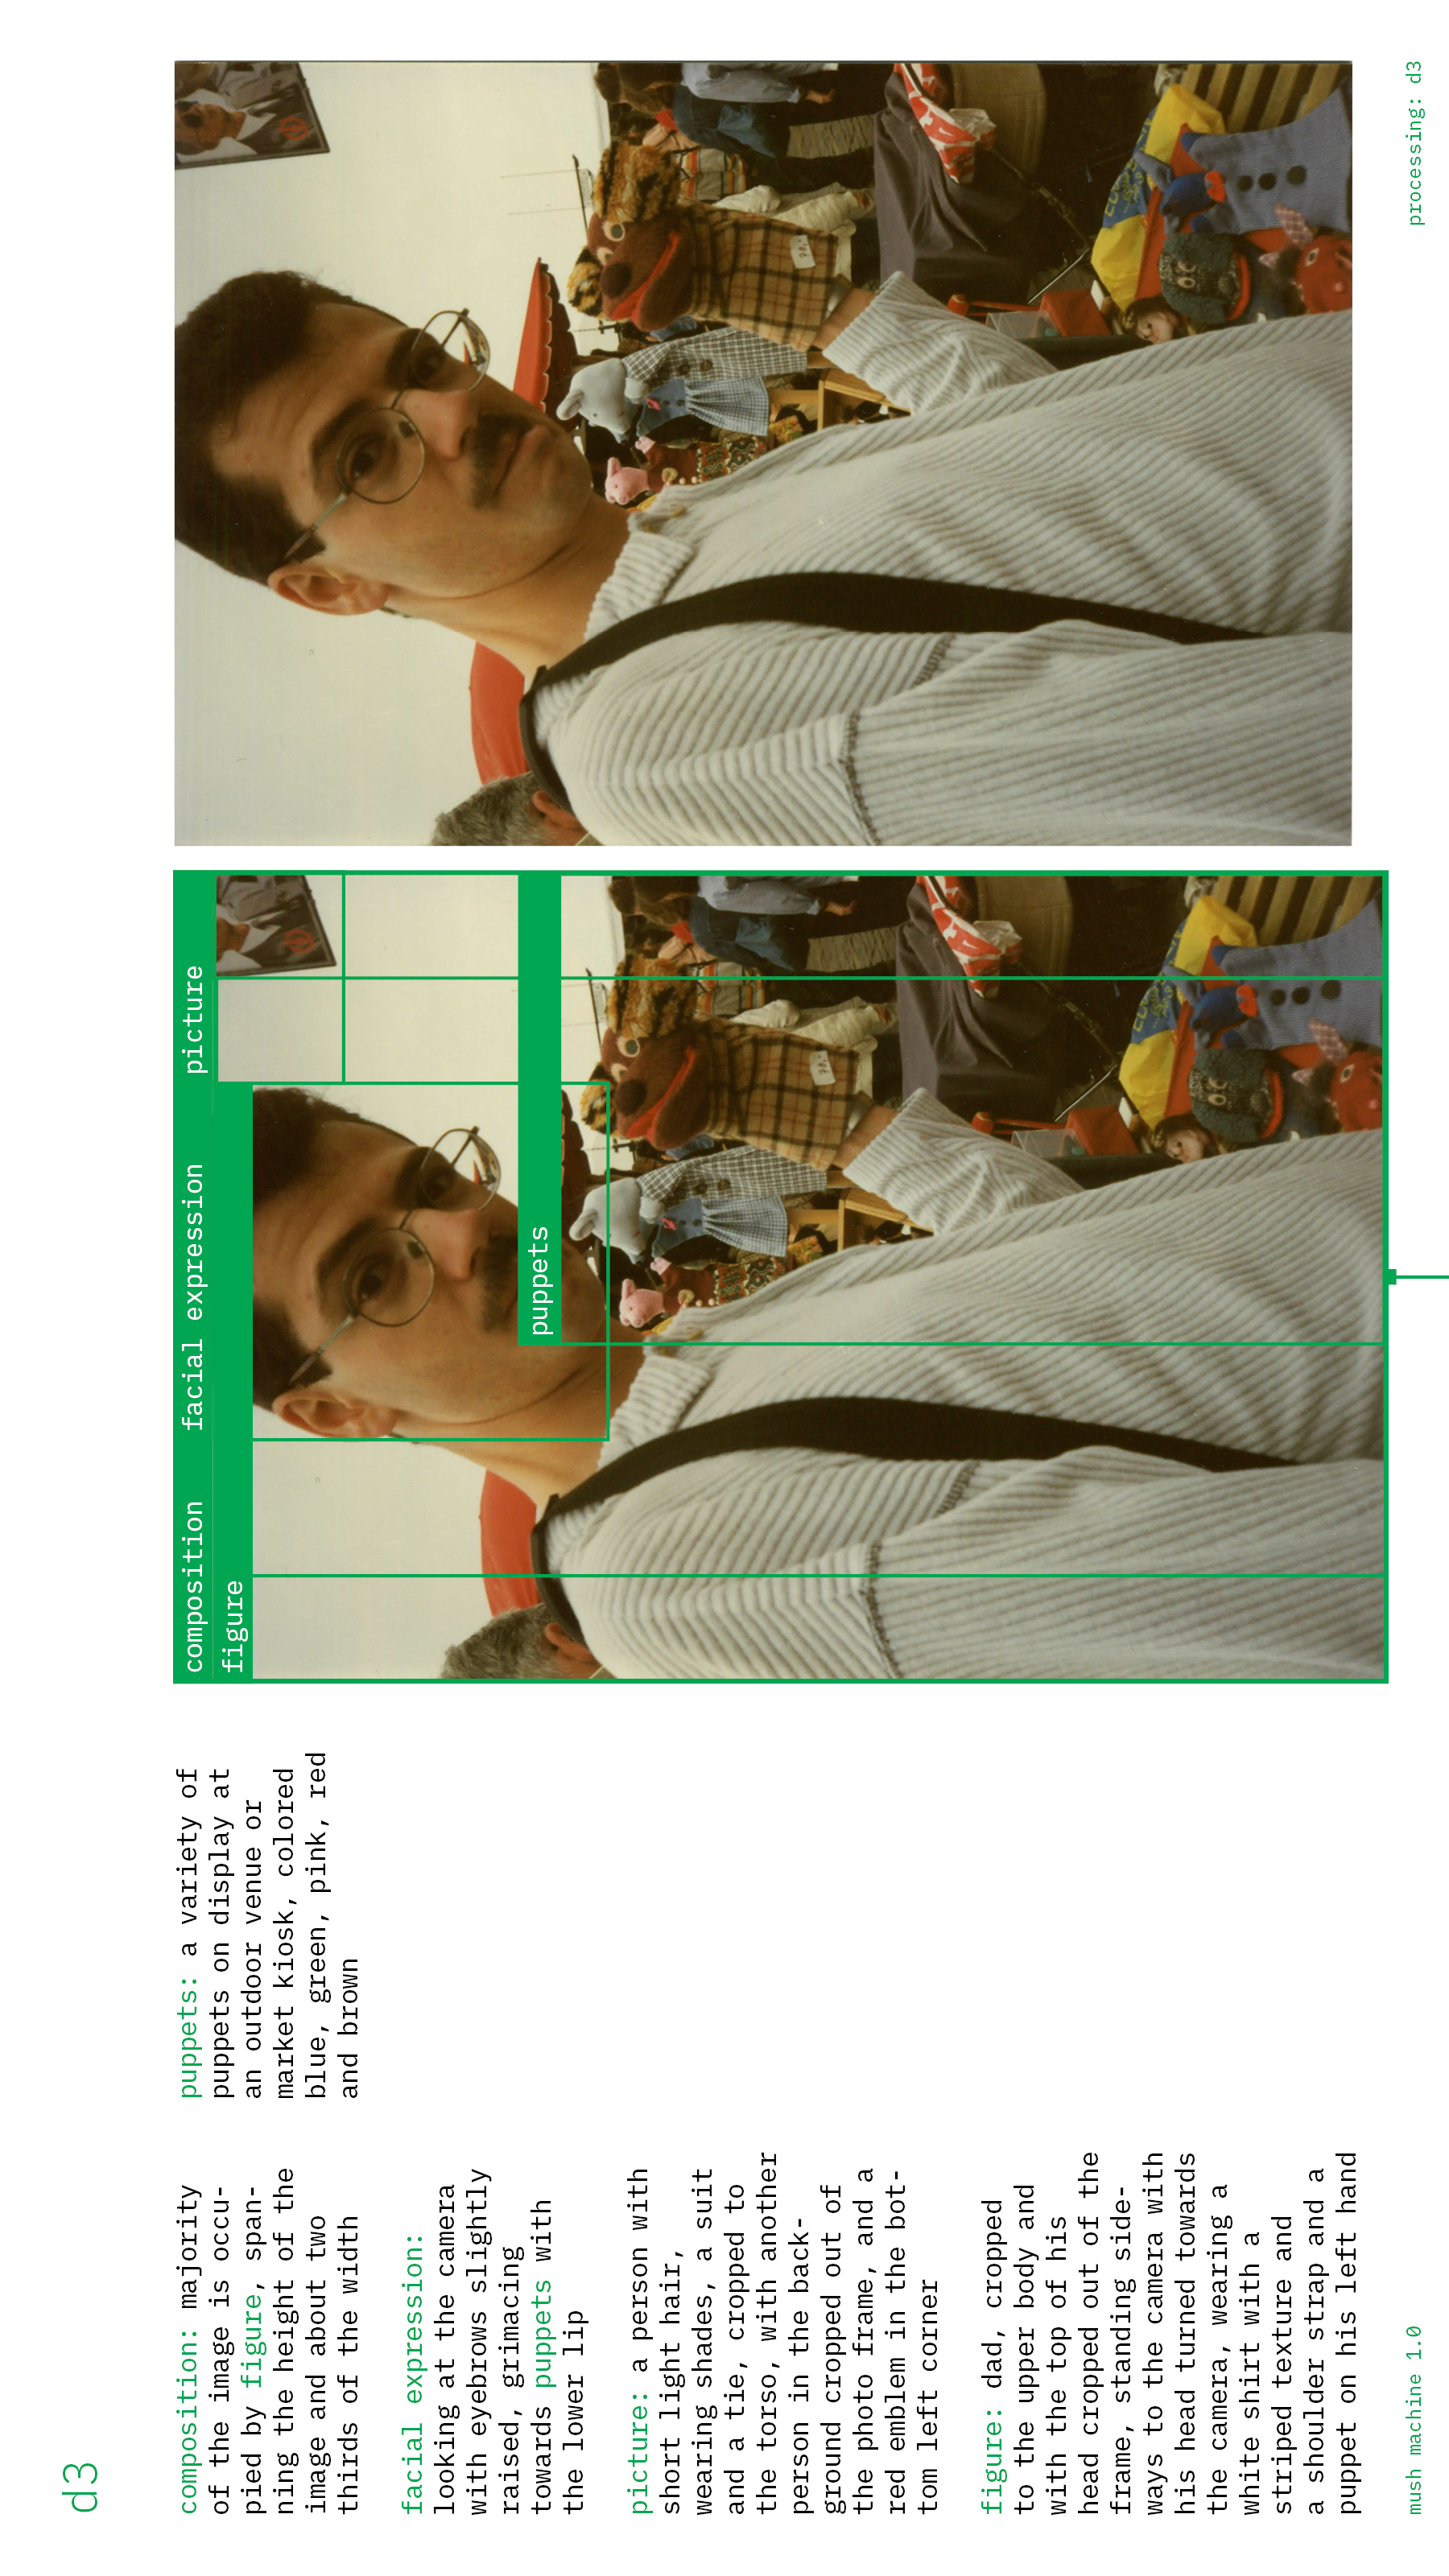 d3
composition: majority
of the image is occu-
pied by figure, span-
ning the height of the
image and about two
thirds of the width
facial expression:
looking at the camera
with eyebrows slightly
raised, grimacing
towards puppets with
the lower lip
picture: a person with
short light hair,
wearing shades, a suit
and a tie, cropped to
the torso, with another
person in the back-
ground cropped out of
the photo frame, and a
red emblem in the bot-
tom left corner
figure: dad, cropped
to the upper body and
with the top of his
head cropped out of the
frame, standing side-
ways to the camera with
his head turned towards
the camera, wearing a
white shirt with a
striped texture and
a shoulder strap and a
puppet on his left hand
puppets: a variety of
puppets on display at
an outdoor venue or
market kiosk, colored
blue, green, pink, red
and brown
composition facial expression picture
figure
puppets
mush machine 1.0
processing: d3